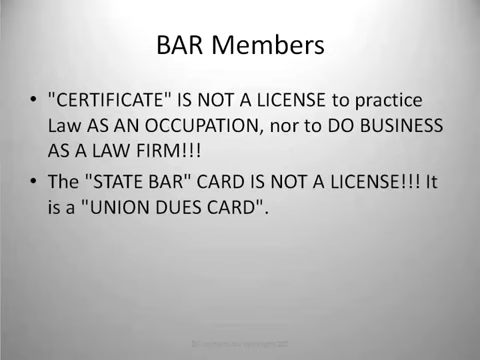 BAR Members
• "CERTIFICATE" IS NOT A LICENSE to practice
Law AS AN OCCUPATION, nor to DO BUSINESS
AS A LAW FIRM!!!
• The "STATE BAR" CARD IS NOT A LICENSE!!! It
is a "UNION DUES CARD".